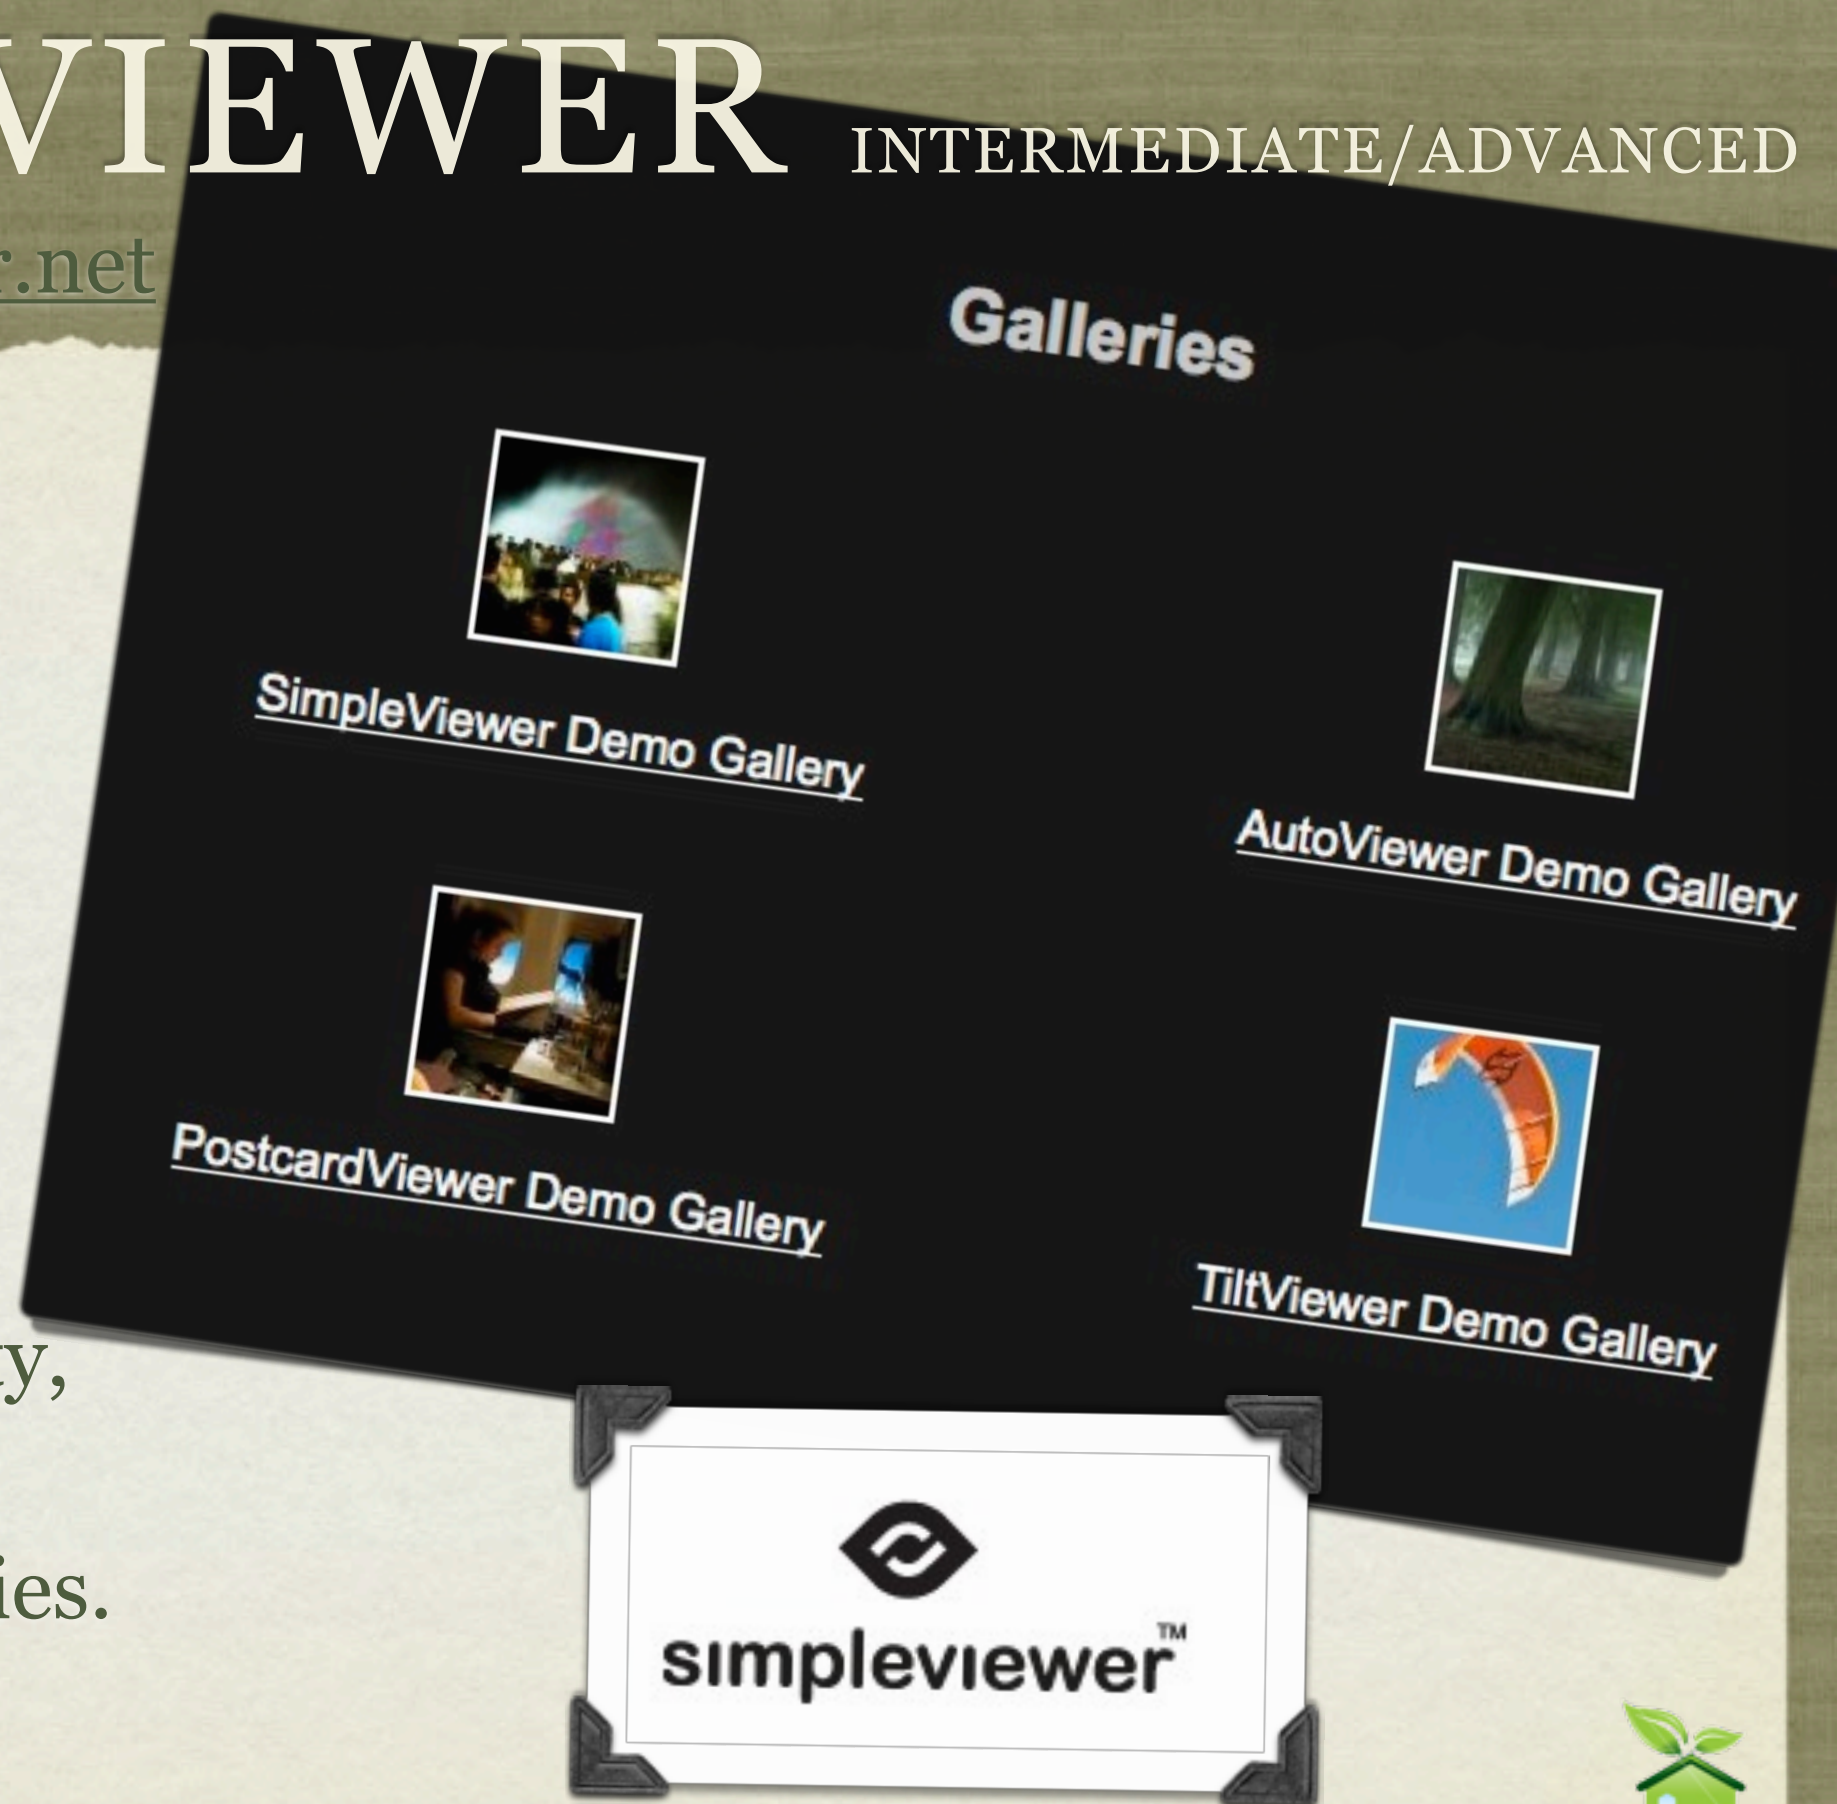 VIEWER INTERMEDIATE/ADVANCED
r.net
Galleries
SimpleViewer Demo Gallery
AutoViewer Demo Gallery
PostcardViewer Demo Gallery
TiltViewer Demo Gallery
y,
ies.
simpleviewer™